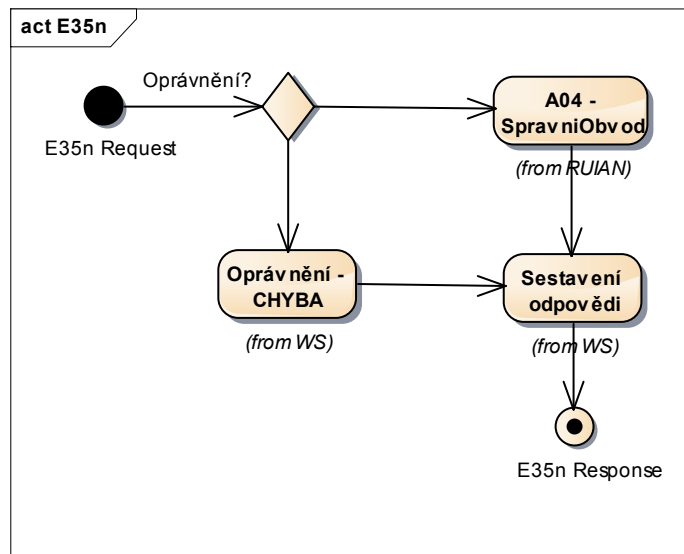 act E35n
Oprávnění?
E35n Request
A04 -
SpravniObvod
(from RUIAN)
Oprávnění -
CHYBA
(from WS)
Sestavení
odpovědi
(from WS)
E35n Response